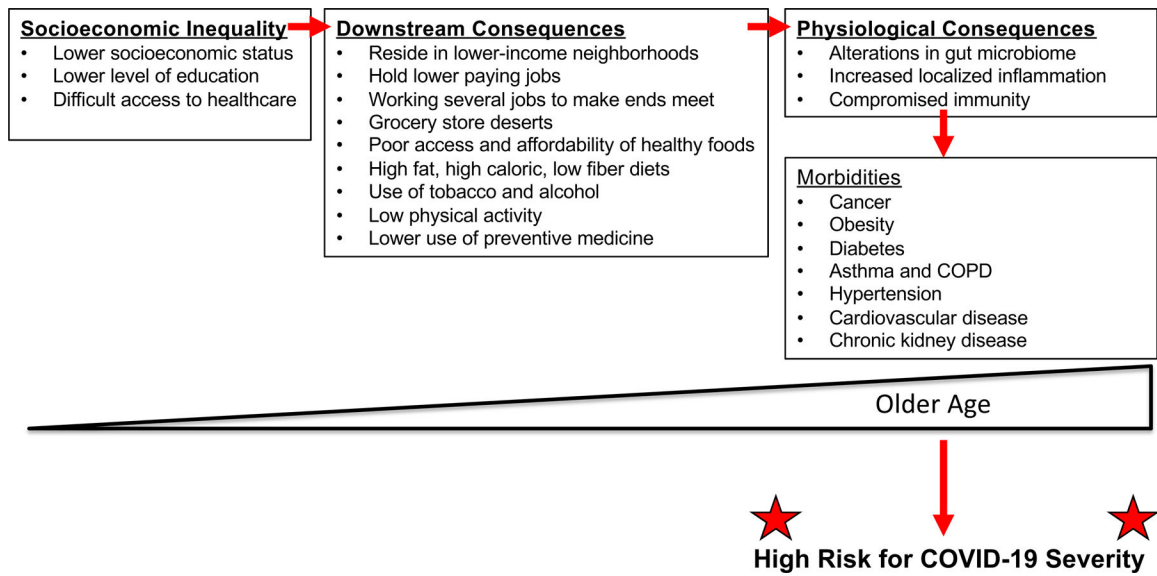 Socioeconomic Inequality
• Lower socioeconomic status
• Lower level of education
• Difficult access to healthcare
Downstream Consequences
• Reside in lower-income neighborhoods
• Hold lower paying jobs
• Working several jobs to make ends meet
• Grocery store deserts
• Poor access and affordability of healthy foods
• High fat, high caloric, low fiber diets
• Use of tobacco and alcohol
• Low physical activity
• Lower use of preventive medicine
Physiological Consequences
• Alterations in gut microbiome
• Increased localized inflammation
• Compromised immunity
Morbidities
• Cancer
• Obesity
• Diabetes
• Asthma and COPD
• Hypertension
• Cardiovascular disease
• Chronic kidney disease
Older Age
High Risk for COVID-19 Severity